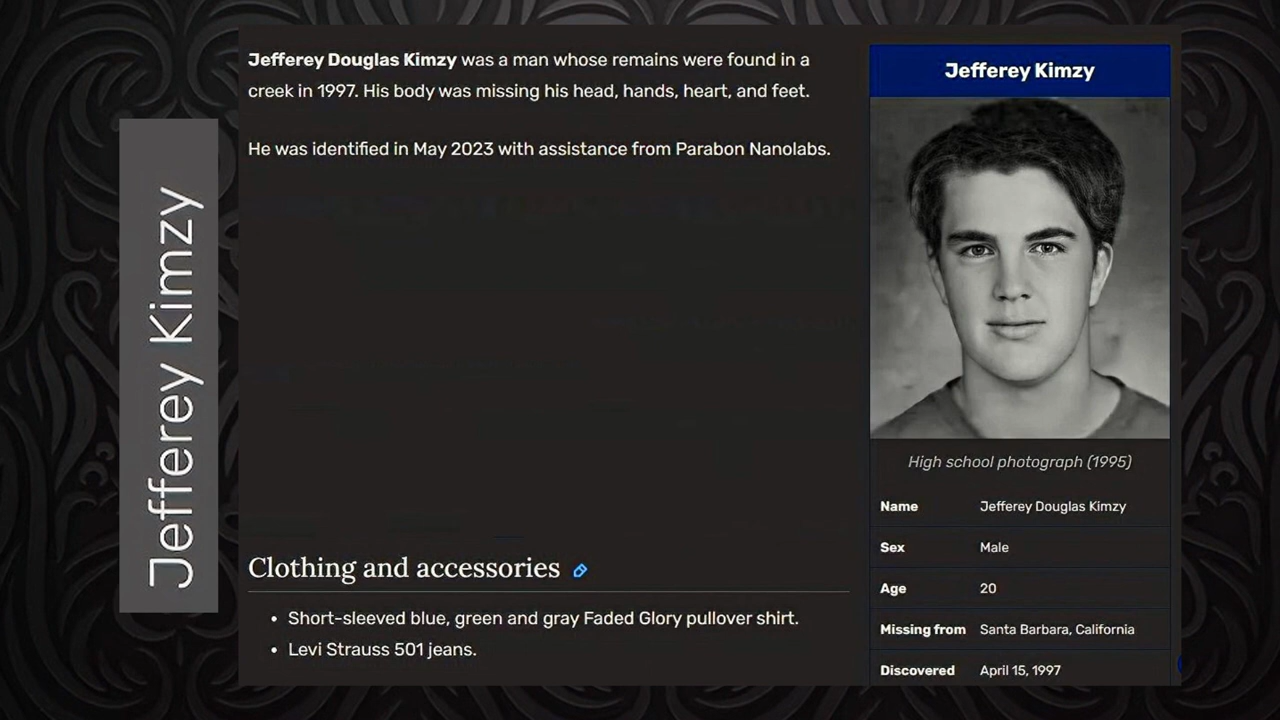 Jefferey Kimzy
Jefferey Douglas Kimzy was a man whose remains were found in a
creek in 1997. His body was missing his head, hands, heart, and feet.
He was identified in May 2023 with assistance from Parabon Nanolabs.
Clothing and accessories
• Short-sleeved blue, green and gray Faded Glory pullover shirt.
• Levi Strauss 501 jeans.
Jefferey Kimzy
High school photograph (1995)
Name Jefferey Douglas Kimzy
Sex Male
Age 20
Missing from Santa Barbara, California
Discovered April 15, 1997